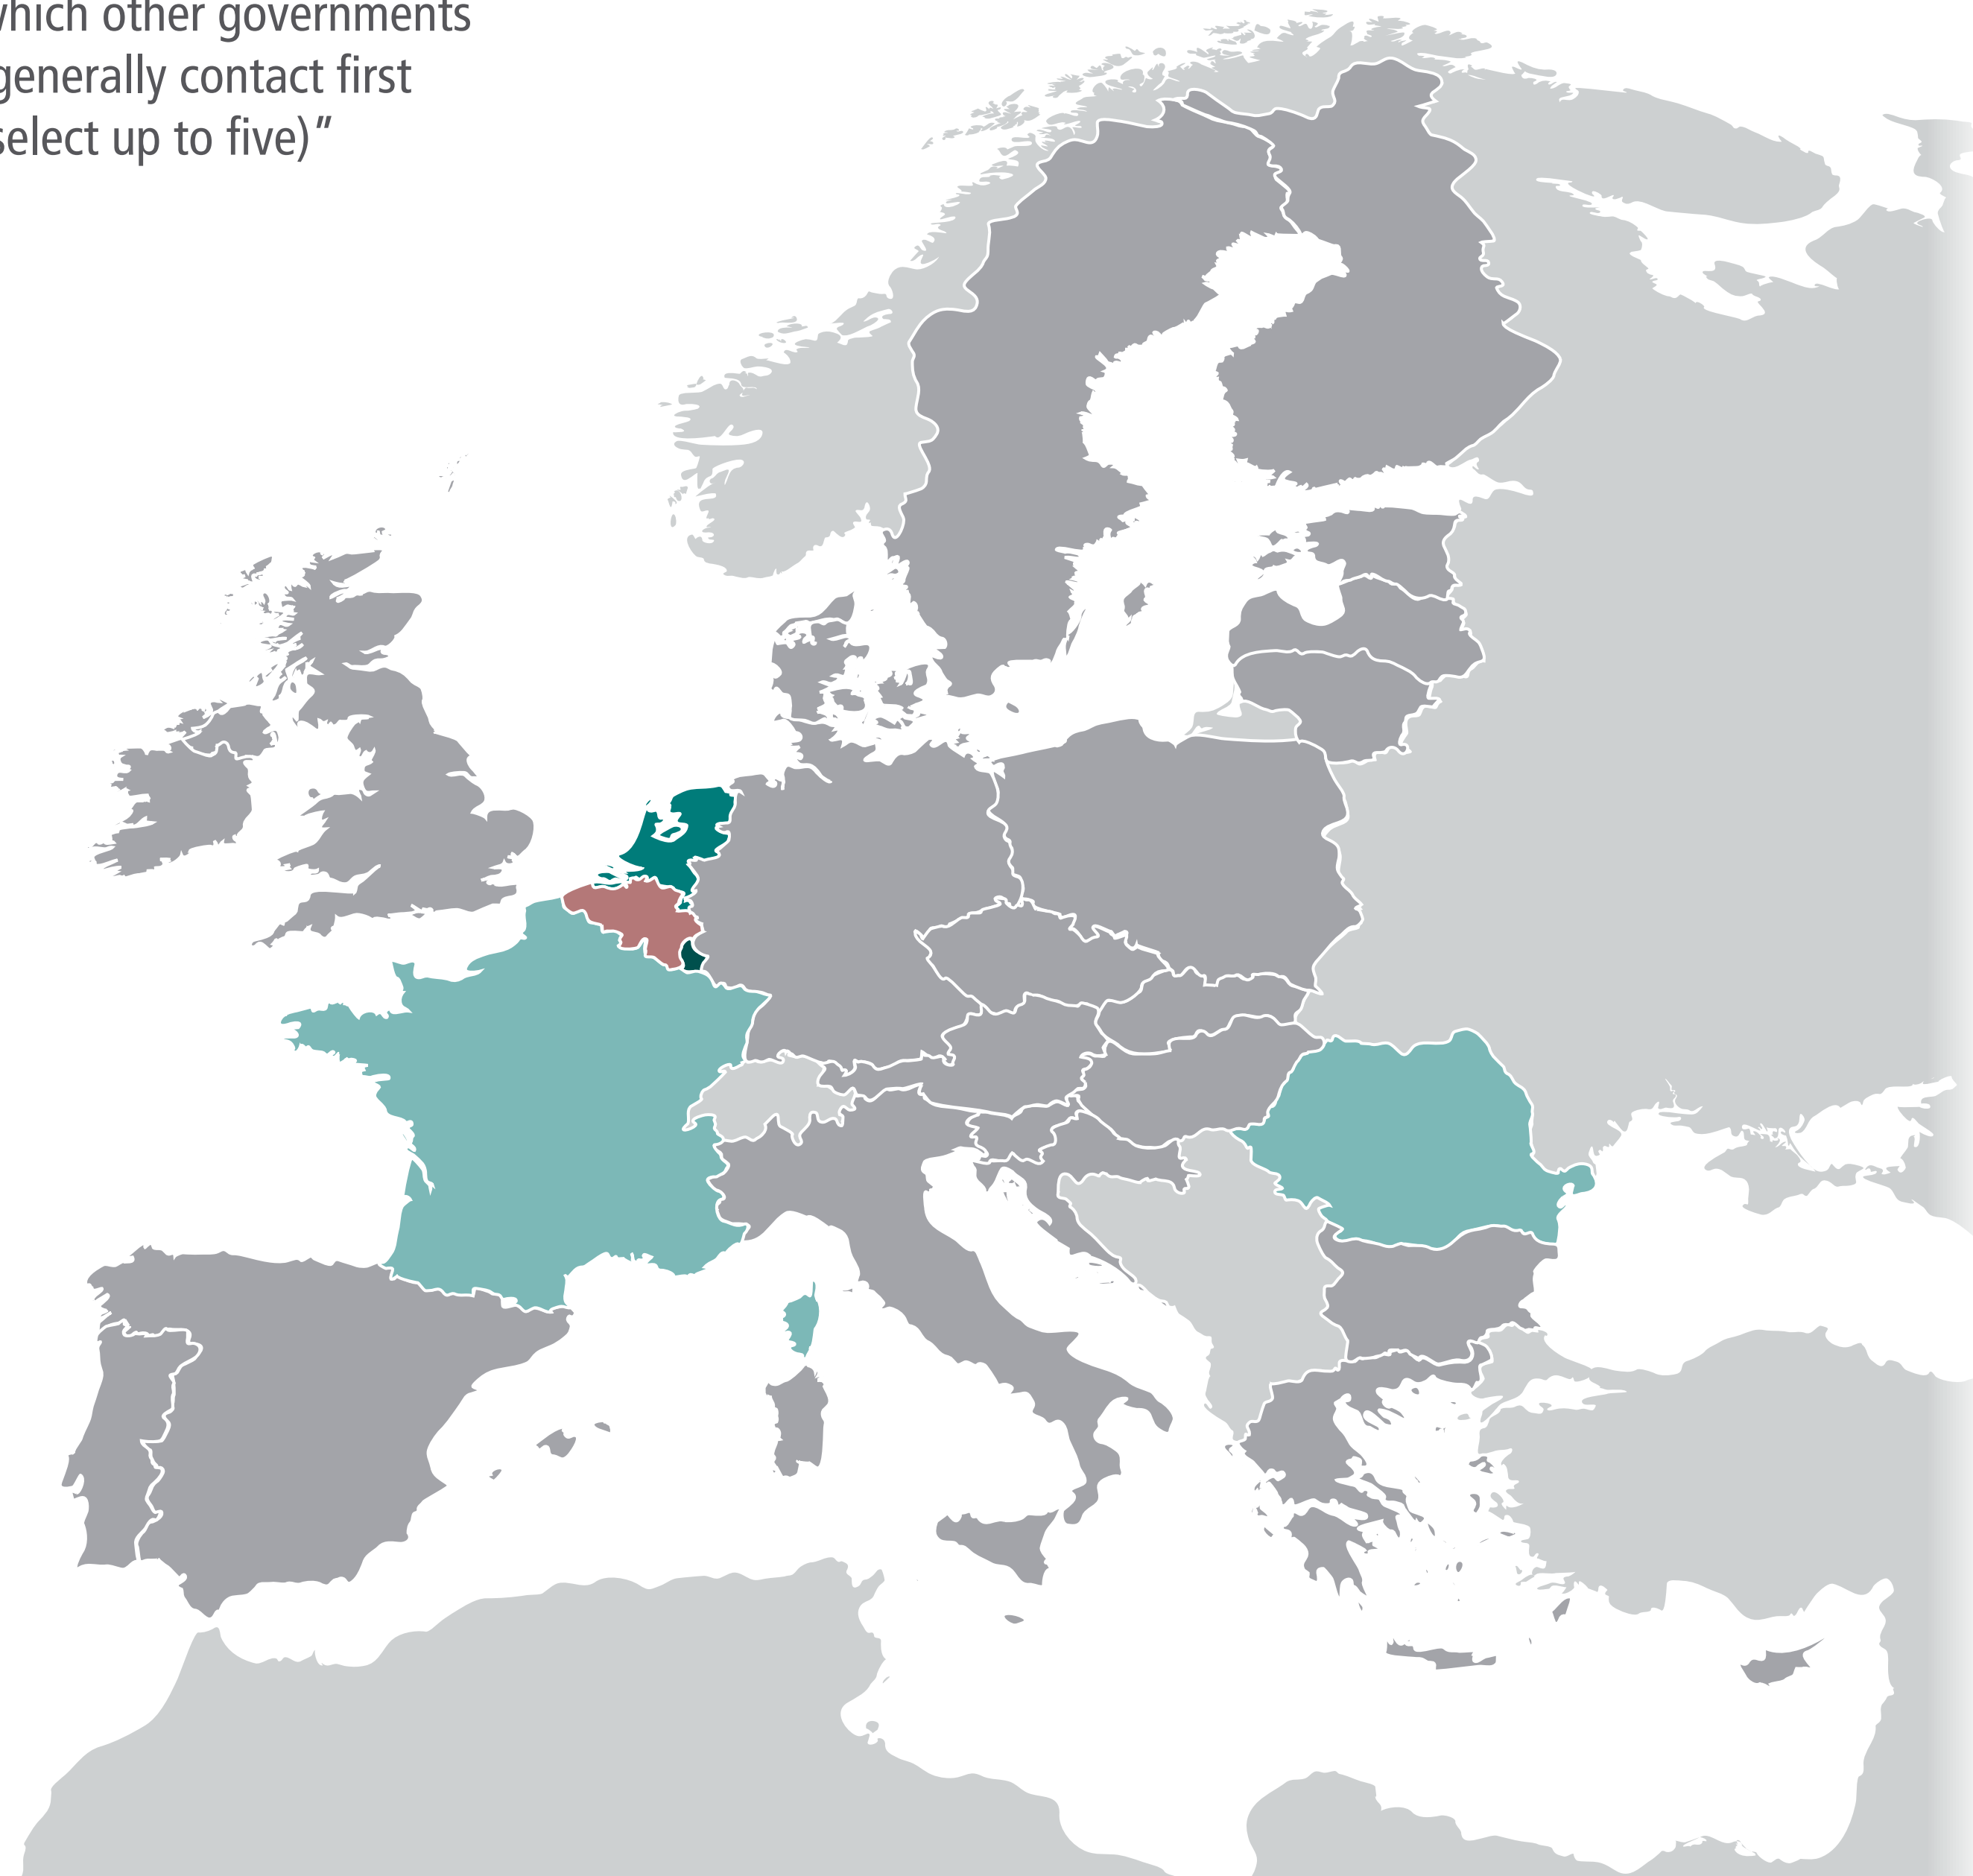 which other governments
generally contact first
select up to five)“’